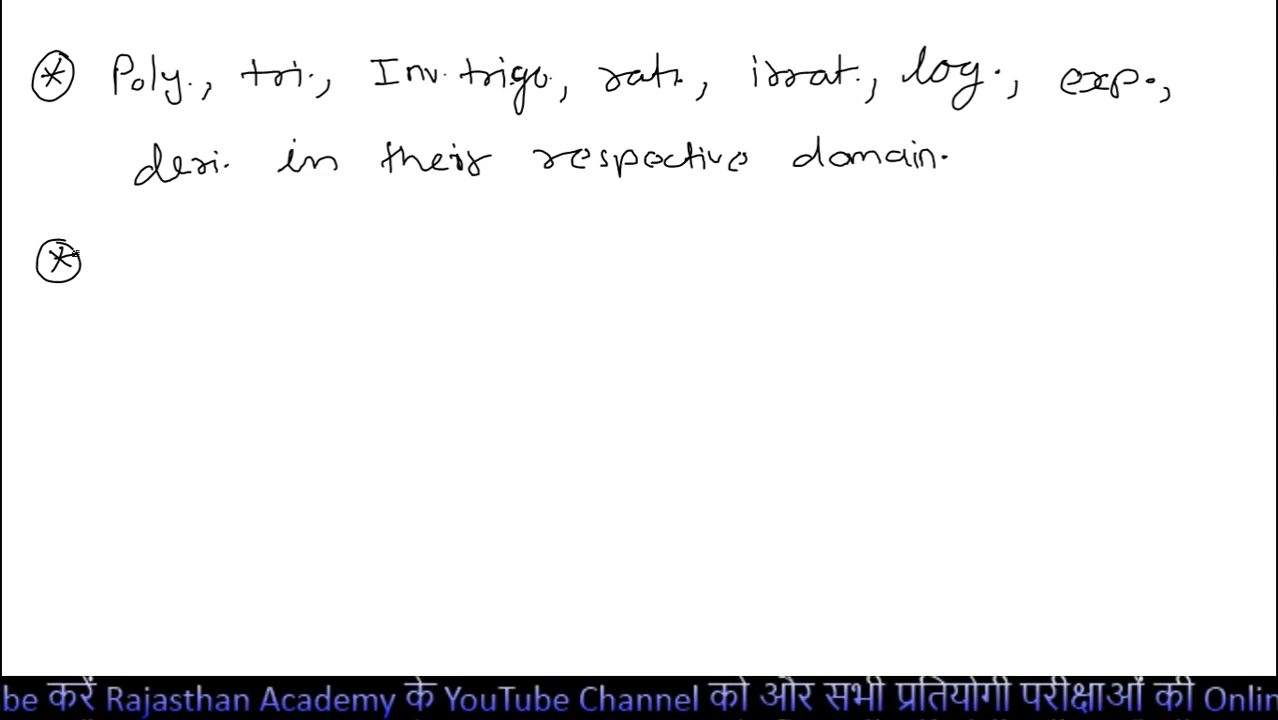 * Poly., tri., Inv. trigo., rat., irrat., log., exp.,
deri. in their respective domain.
*
be करें Rajasthan Academy के YouTube Channel को और सभी प्रतियोगी परीक्षाओं की Onlin